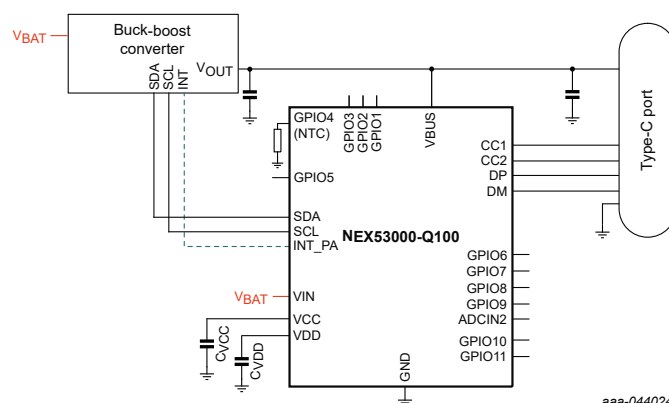 Buck-boost
converter
VBAT
VOUT
SDA
SCL
INT
GPIO4
(NTC)
GPIO3
GPIO2
GPIO1
VBUS
Type-C port
CC1
CC2
DP
DM
GPIO5
SDA
SCL
INT_PA
NEX53000-Q100
VBAT
VIN
VCC
VDD
CVCC
CVDD
GND
GPIO6
GPIO7
GPIO8
GPIO9
ADCIN2
GPIO10
GPIO11
aaa-044024